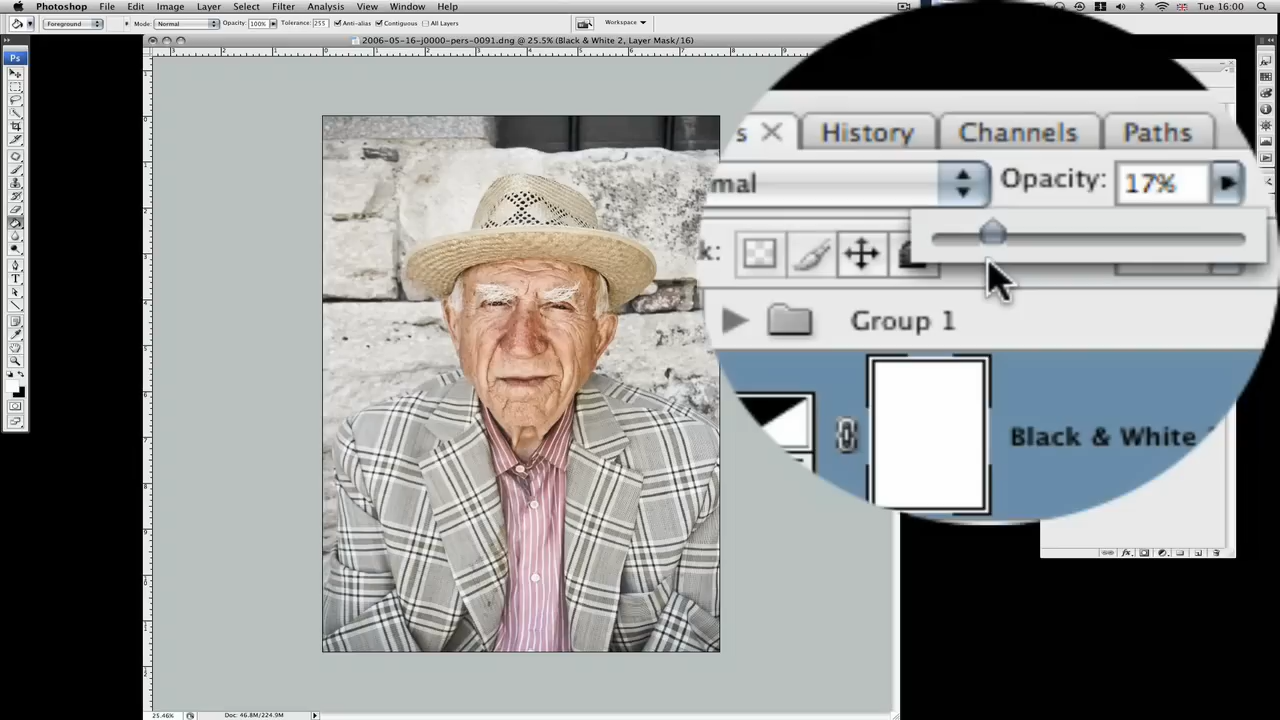 Photoshop File Edit Image Layer Select Filter Analysis View Window Help Tue 16:00
Foreground Mode: Normal Opacity: 100% Tolerance: 255 Anti-alias Contiguous All Layers Workspace
2006-05-16-j0000-pers-0091.dng @ 25.5% (Black & White 2, Layer Mask/16)
Ps
s History Channels Paths
mal Opacity: 17%
k:
Group 1
Black & White
25.46% Doc: 46.8M/224.9M